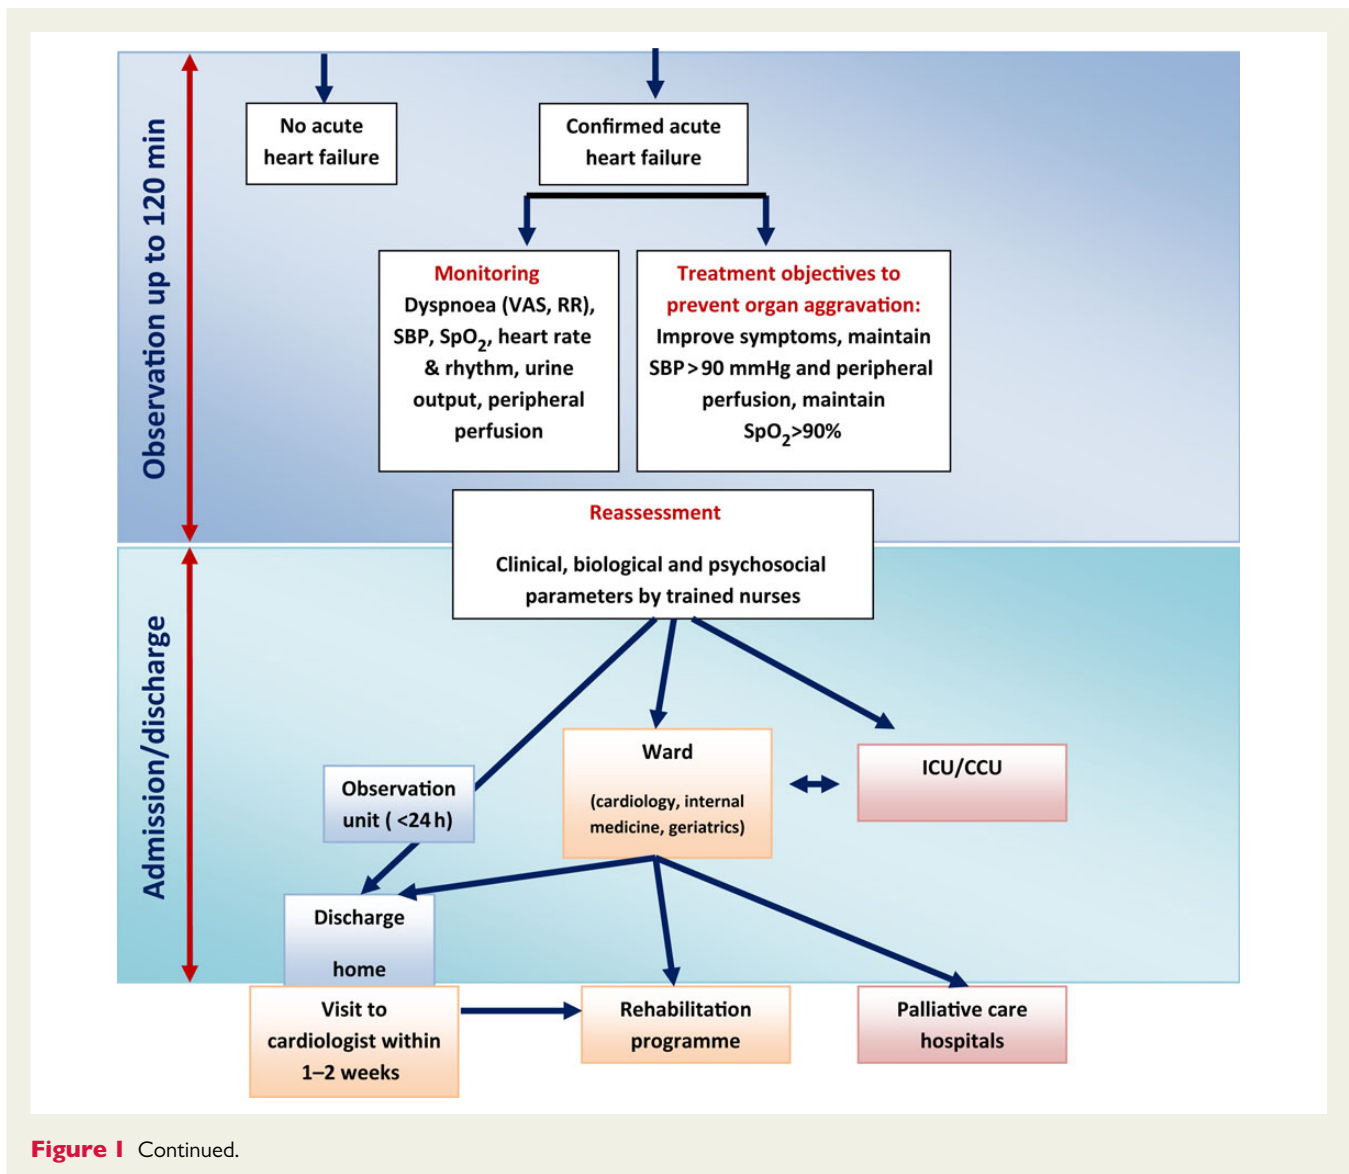 Observation up to 120 min
No acute
heart failure
Confirmed acute
heart failure
Monitoring
Dyspnoea (VAS, RR),
SBP, SpO₂, heart rate
& rhythm, urine
output, peripheral
perfusion
Treatment objectives to
prevent organ aggravation:
Improve symptoms, maintain
SBP > 90 mmHg and peripheral
perfusion, maintain
SpO₂>90%
Reassessment
Clinical, biological and psychosocial
parameters by trained nurses
Admission/discharge
Observation
unit ( <24 h)
Ward
(cardiology, internal
medicine, geriatrics)
ICU/CCU
Discharge
home
Visit to
cardiologist within
1–2 weeks
Rehabilitation
programme
Palliative care
hospitals
Figure 1 Continued.